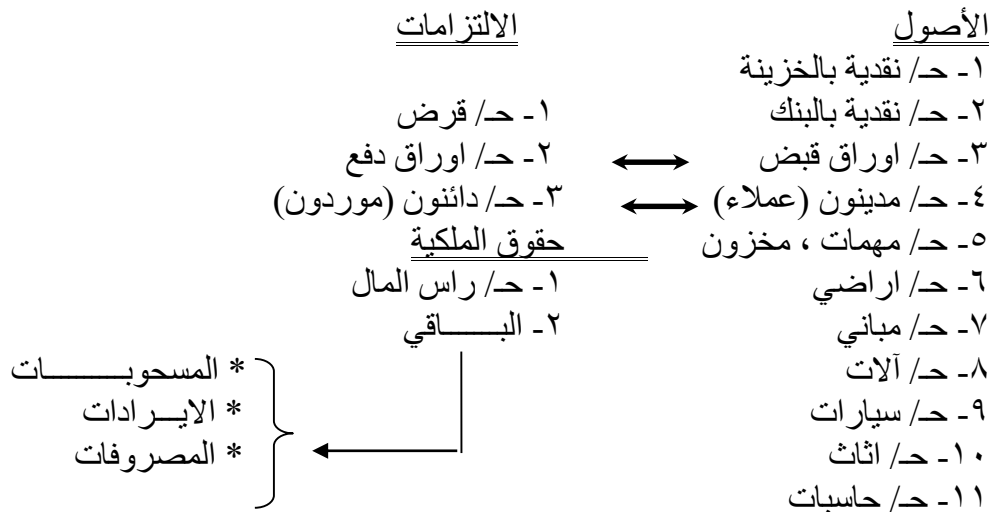 الأصول
١- حـ/ نقدية بالخزينة
٢- حـ/ نقدية بالبنك
٣- حـ/ اوراق قبض
٤- حـ/ مدينون (عملاء)
٥- حـ/ مهمات ، مخزون
٦- حـ/ اراضي
٧- حـ/ مباني
٨- حـ/ آلات
٩- حـ/ سيارات
١٠- حـ/ اثاث
١١- حـ/ حاسبات
الالتزامات
١- حـ/ قرض
٢- حـ/ اوراق دفع
٣- حـ/ دائنون (موردون)
حقوق الملكية
١- حـ/ راس المال
٢- البـــــــاقي
* المسحوبـــــــــــات
* الايـــرادات
* المصروفات